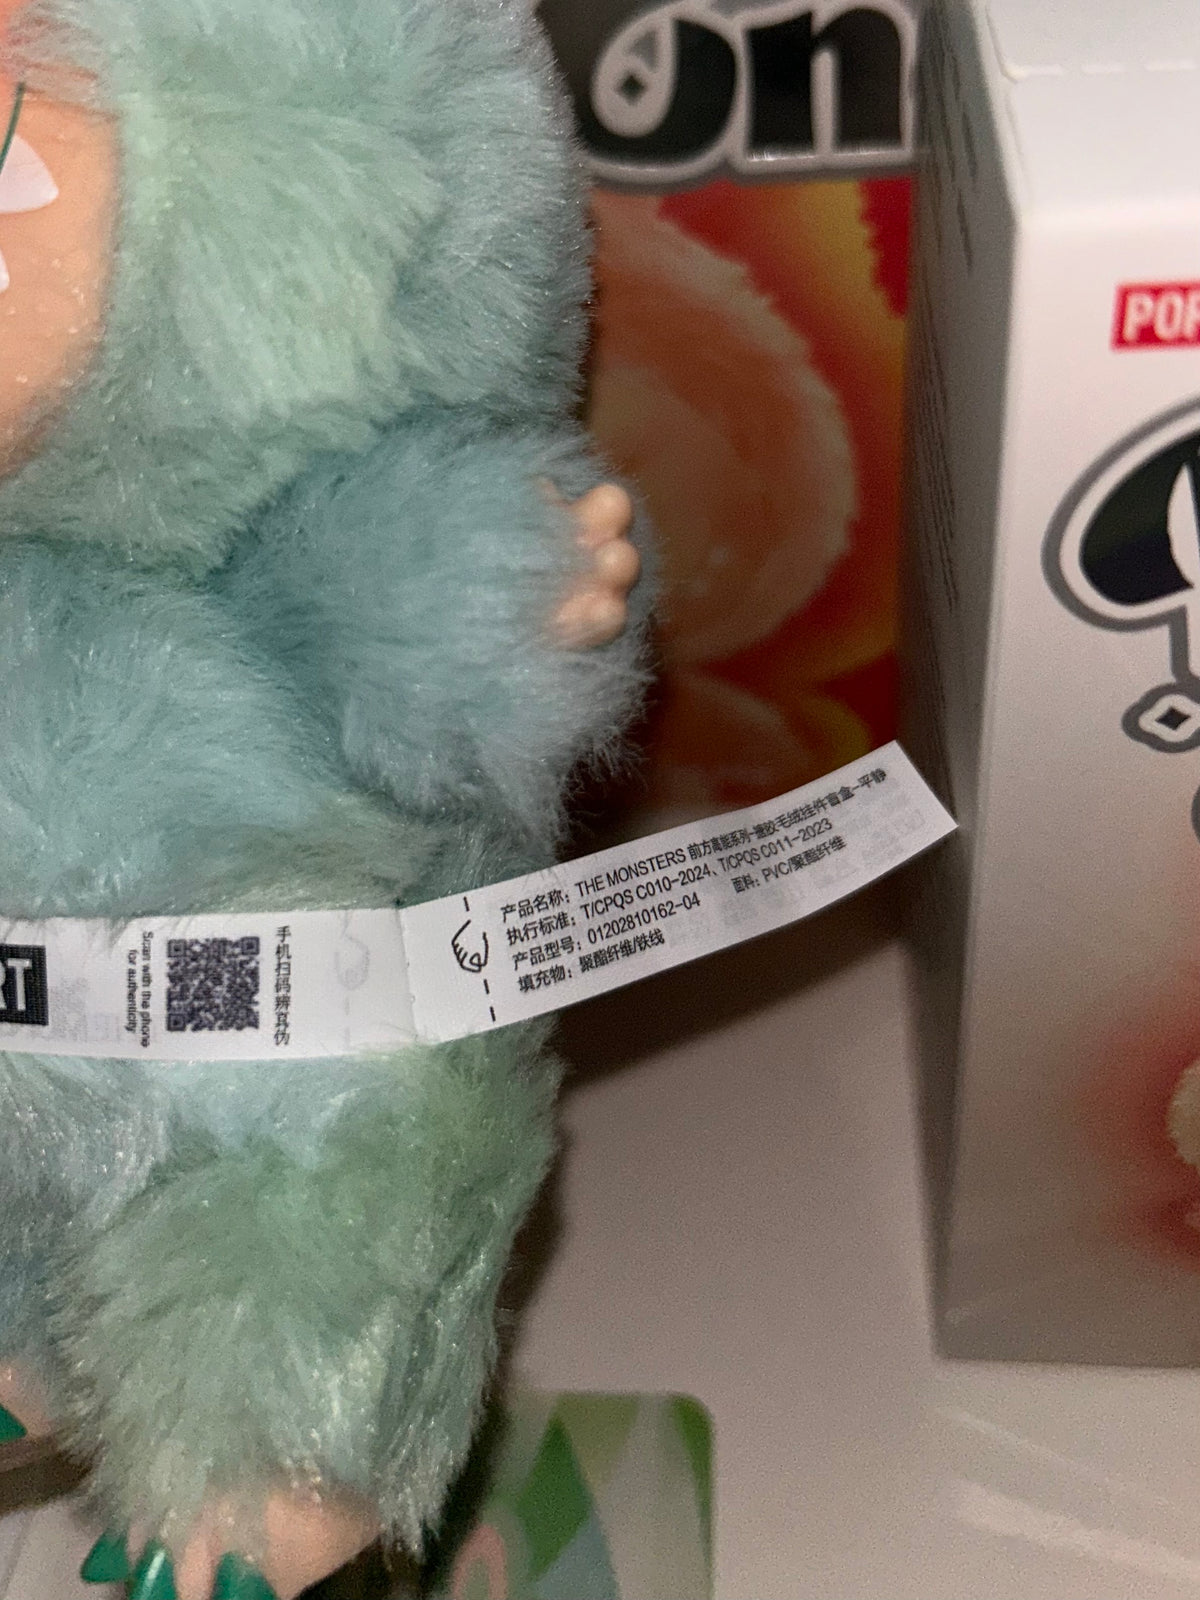 on
POP
RT
Scan with the phone
for authenticity
手机扫码辨真伪
产品名称：THE MONSTERS 前方高能系列-搪胶毛绒挂件盲盒-平静
执行标准：T/CPQS C010-2024、T/CPQS C011-2023
产品型号：01202810162-04
面料：PVC/聚酯纤维
填充物：聚酯纤维/铁线